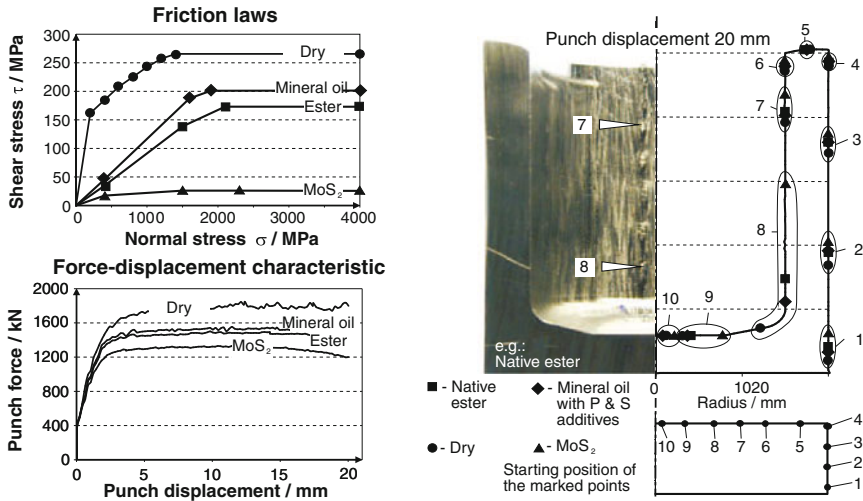 Friction laws
Shear stress τ / MPa
300
250
200
150
100
50
0
Dry
Mineral oil
Ester
MoS2
0
1000
2000
3000
4000
Normal stress σ / MPa
Force-displacement characteristic
Punch force / kN
2000
1600
1200
800
400
0
Dry
Mineral oil
Ester
MoS2
0
5
10
15
20
Punch displacement / mm
Punch displacement 20 mm
7
8
e.g.:
Native ester
5
6
4
7
3
8
2
10
9
1
0
1020
Radius / mm
- Native
ester
- Mineral oil
with P & S
additives
- Dry
- MoS2
Starting position of
the marked points
10
9
8
7
6
5
4
3
2
1